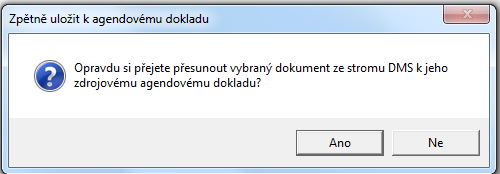 Zpětně uložit k agendovému dokladu
Opravdu si přejete přesunout vybraný dokument ze stromu DMS k jeho
zdrojovému agendovému dokladu?
Ano
Ne